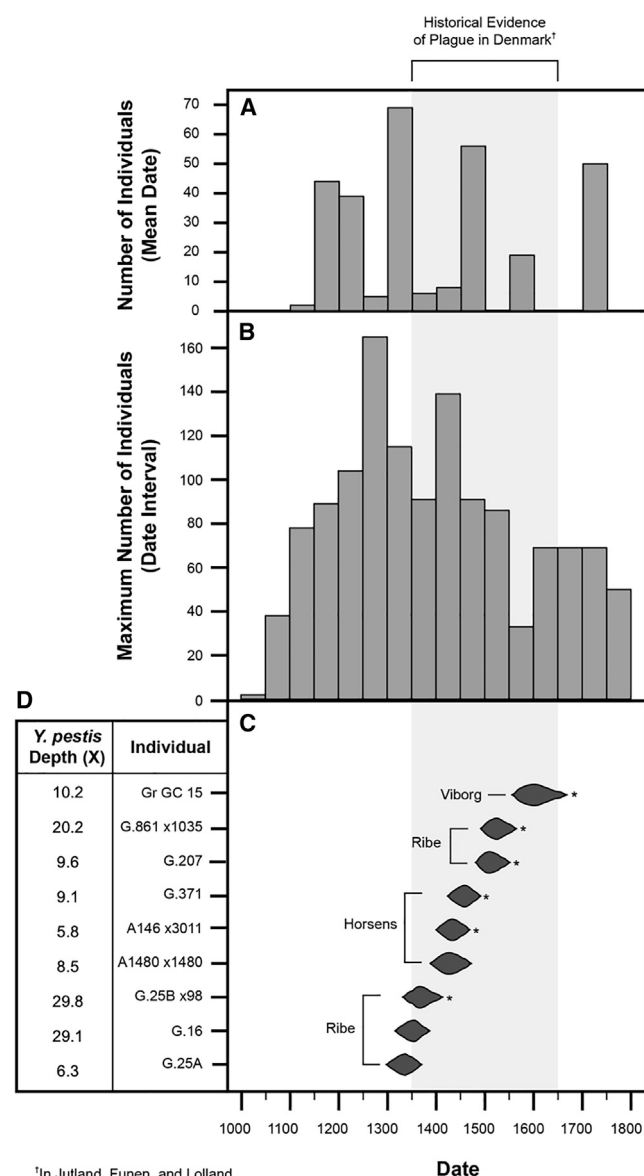 Historical Evidence
of Plague in Denmark†
A
Number of Individuals
(Mean Date)
70
60
50
40
30
20
10
0
B
Maximum Number of Individuals
(Date Interval)
160
140
120
100
80
60
40
20
0
D
Y. pestis
Depth (X)
Individual
10.2 Gr GC 15
20.2 G.861 x1035
9.6 G.207
9.1 G.371
5.8 A146 x3011
8.5 A1480 x1480
29.8 G.25B x98
29.1 G.16
6.3 G.25A
C
Viborg *
Ribe *
*
Horsens *
*
Ribe *
1000 1100 1200 1300 1400 1500 1600 1700 1800
Date
†In Jutland, Funen, and Lolland